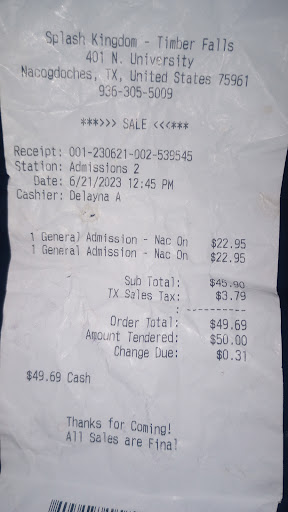 Splash Kingdom - Timber Falls
401 N. University
Nacogdoches, TX, United States 75961
936-305-5009
***>>> SALE <<<***
Receipt: 001-230621-002-539545
Station: Admissions 2
Date: 6/21/2023 12:45 PM
Cashier: Delayna A
1 General Admission - Nac On $22.95
1 General Admission - Nac On $22.95
Sub Total: $45.90
TX Sales Tax: $3.79
: ----------
Order Total: $49.69
Amount Tendered: $50.00
Change Due: $0.31
$49.69 Cash
Thanks for Coming!
All Sales are Final